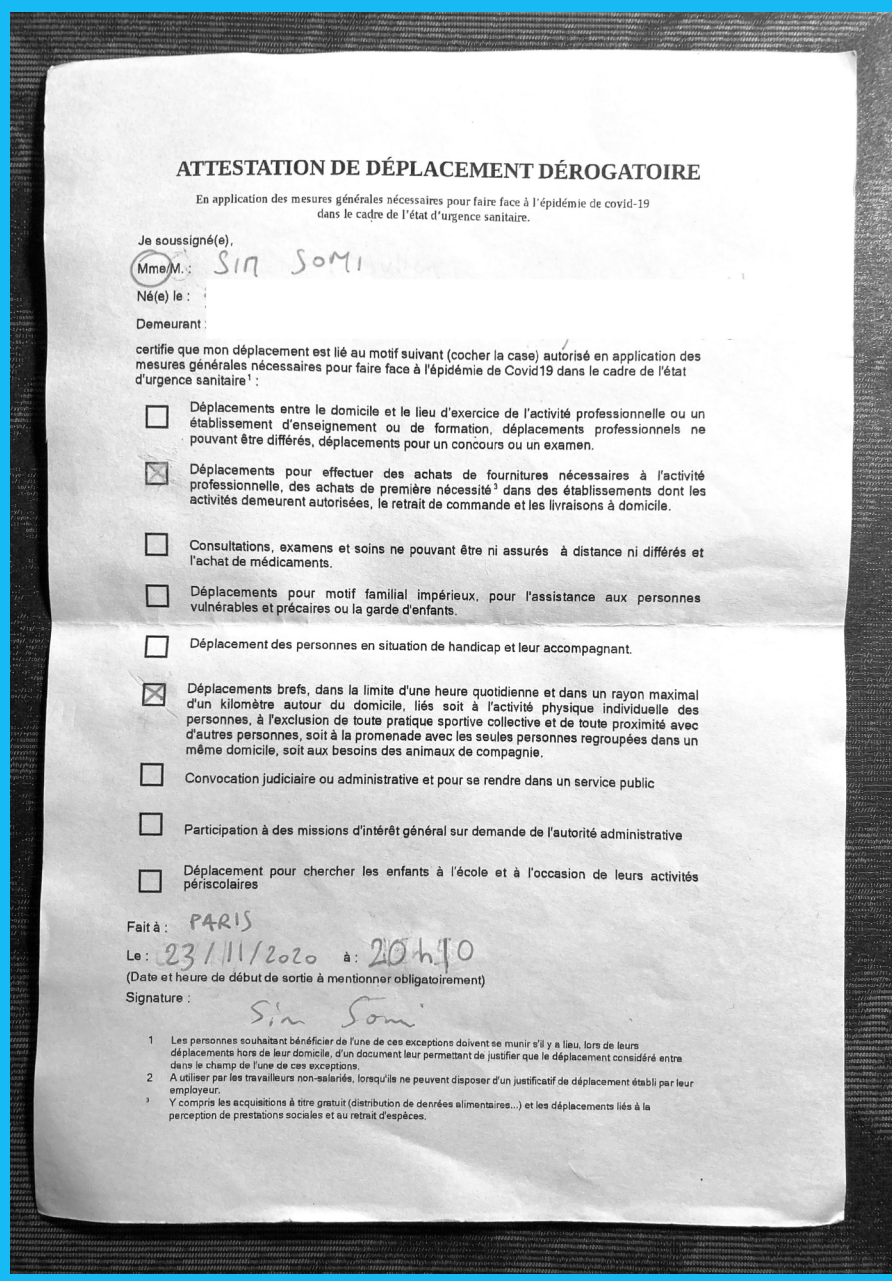 ATTESTATION DE DÉPLACEMENT DÉROGATOIRE
En application des mesures générales nécessaires pour faire face à l'épidémie de covid-19
dans le cadre de l'état d'urgence sanitaire.
Je soussigné(e),
Mme/M. : SIN SOMI
Né(e) le :
Demeurant :
certifie que mon déplacement est lié au motif suivant (cocher la case) autorisé en application des
mesures générales nécessaires pour faire face à l'épidémie de Covid19 dans le cadre de l'état
d'urgence sanitaire¹ :
Déplacements entre le domicile et le lieu d'exercice de l'activité professionnelle ou un
établissement d'enseignement ou de formation, déplacements professionnels ne
pouvant être différés, déplacements pour un concours ou un examen.
Déplacements pour effectuer des achats de fournitures nécessaires à l'activité
professionnelle, des achats de première nécessité³ dans des établissements dont les
activités demeurent autorisées, le retrait de commande et les livraisons à domicile.
Consultations, examens et soins ne pouvant être ni assurés à distance ni différés et
l'achat de médicaments.
Déplacements pour motif familial impérieux, pour l'assistance aux personnes
vulnérables et précaires ou la garde d'enfants.
Déplacement des personnes en situation de handicap et leur accompagnant.
Déplacements brefs, dans la limite d'une heure quotidienne et dans un rayon maximal
d'un kilomètre autour du domicile, liés soit à l'activité physique individuelle des
personnes, à l'exclusion de toute pratique sportive collective et de toute proximité avec
d'autres personnes, soit à la promenade avec les seules personnes regroupées dans un
même domicile, soit aux besoins des animaux de compagnie.
Convocation judiciaire ou administrative et pour se rendre dans un service public
Participation à des missions d'intérêt général sur demande de l'autorité administrative
Déplacement pour chercher les enfants à l'école et à l'occasion de leurs activités
périscolaires
Fait à : PARIS
Le : 23/11/2020 à : 20h10
(Date et heure de début de sortie à mentionner obligatoirement)
Signature :
Sin Somi
1 Les personnes souhaitant bénéficier de l'une de ces exceptions doivent se munir s'il y a lieu, lors de leurs
déplacements hors de leur domicile, d'un document leur permettant de justifier que le déplacement considéré entre
dans le champ de l'une de ces exceptions.
2 A utiliser par les travailleurs non-salariés, lorsqu'ils ne peuvent disposer d'un justificatif de déplacement établi par leur
employeur.
³ Y compris les acquisitions à titre gratuit (distribution de denrées alimentaires...) et les déplacements liés à la
perception de prestations sociales et au retrait d'espèces.